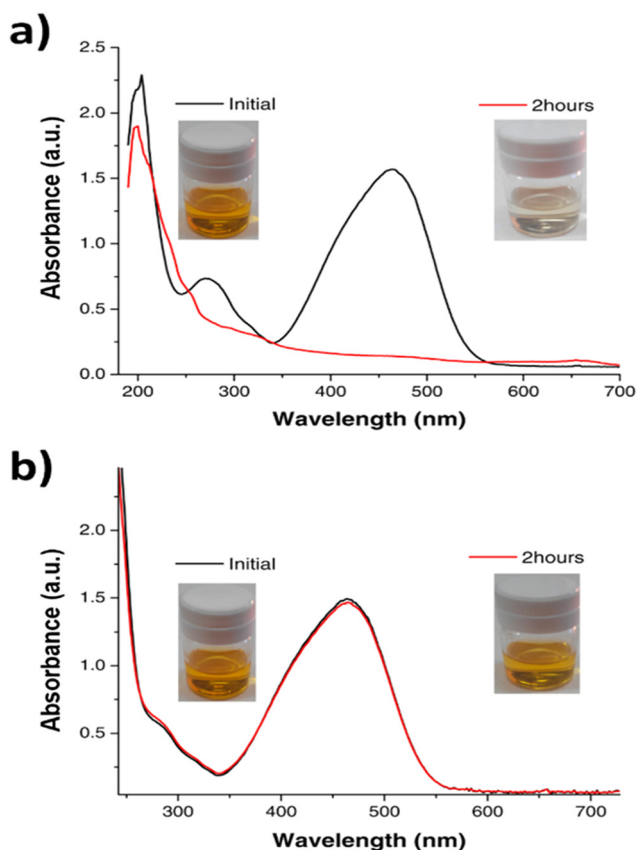 a)
2.5
2.0
1.5
1.0
0.5
0.0
Absorbance (a.u.)
Initial
2hours
200 300 400 500 600 700
Wavelength (nm)
b)
2.0
1.5
1.0
0.5
Absorbance (a.u.)
Initial
2hours
300 400 500 600 700
Wavelength (nm)